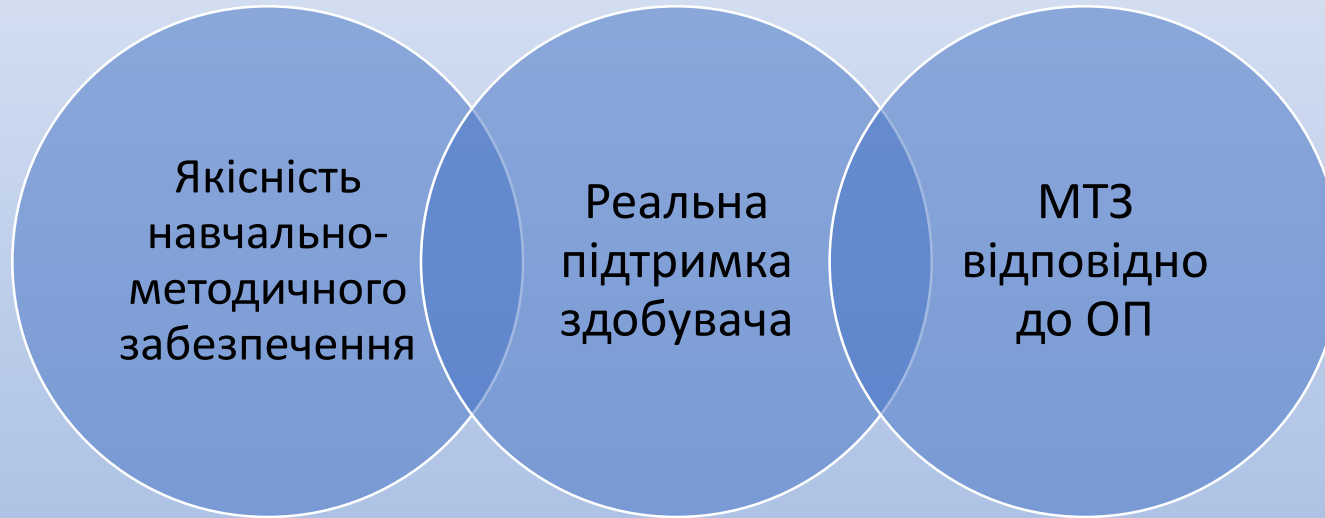 Якісність
навчально-
методичного
забезпечення
Реальна
підтримка
здобувача
МТЗ
відповідно
до ОП